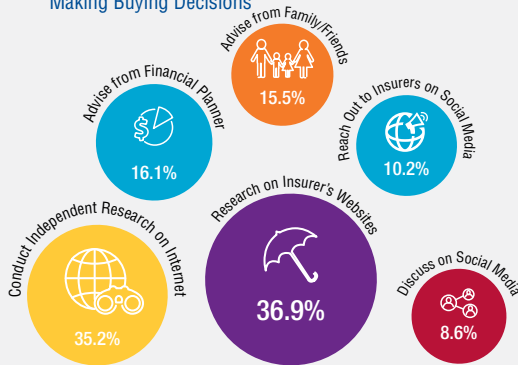 Making Buying Decisions
Advise from Family/Friends
15.5%
Advise from Financial Planner
$
16.1%
Reach Out to Insurers on Social Media
10.2%
Research on Insurer's Websites
36.9%
Conduct Independent Research on Internet
35.2%
Discuss on Social Media
8.6%